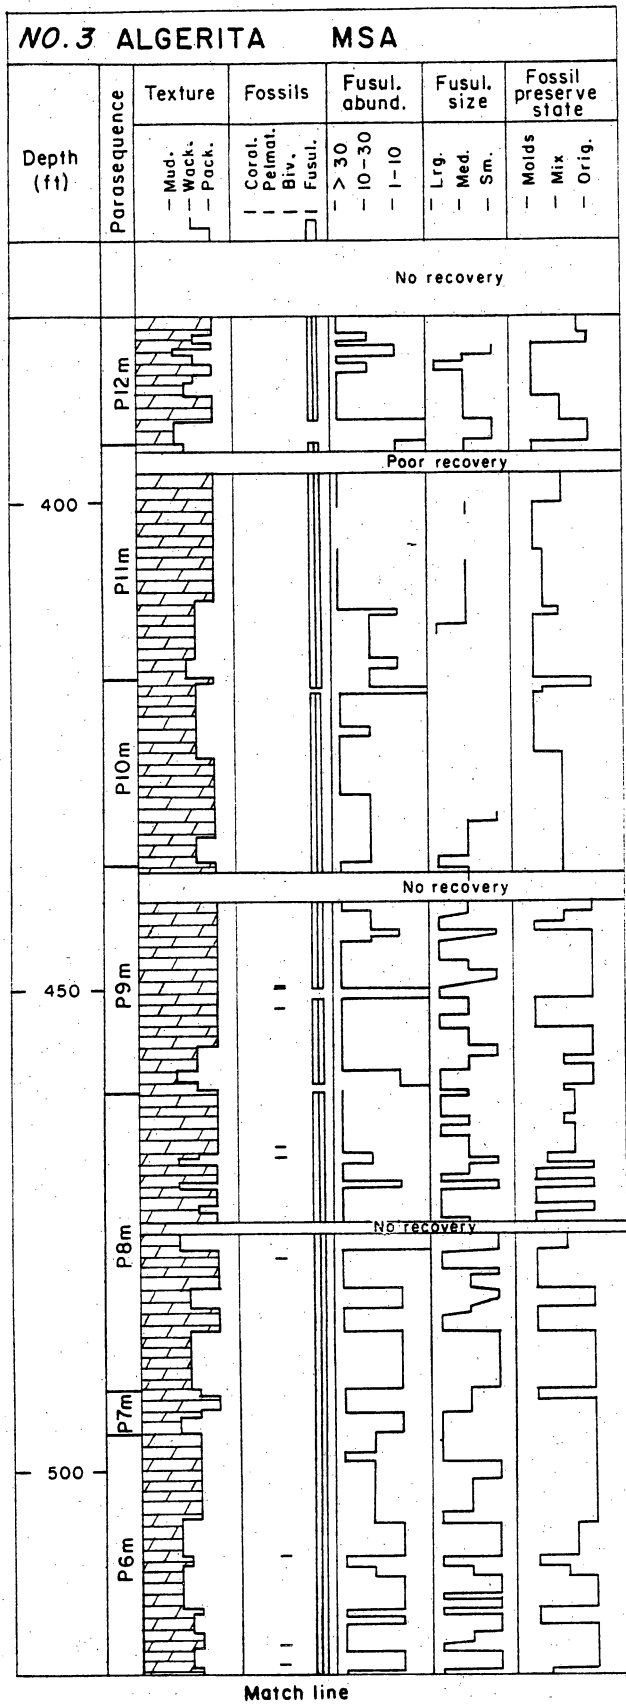 NO. 3 ALGERITA MSA
Depth (ft)
Parasequence
Texture
Fossils
Fusul. abund.
Fusul. size
Fossil preserve state
– Mud.
– Wack.
– Pack.
| Coral.
| Pelmat.
| Biv.
| Fusul.
– > 30
– 10-30
– 1-10
– Lrg.
– Med.
– Sm.
– Molds
– Mix
– Orig.
No recovery
P12m
Poor recovery
400
P11m
P10m
No recovery
450
P9m
No recovery
P8m
P7m
500
P6m
Match line